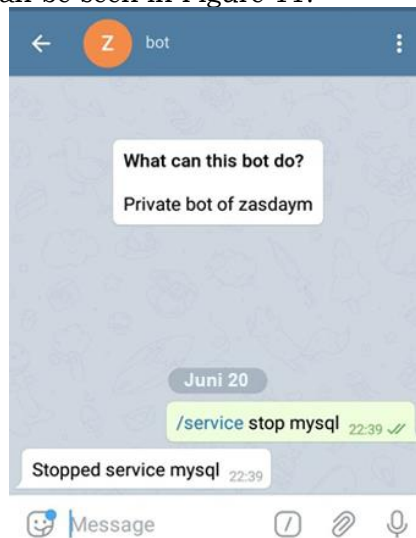 an be seen in Figure 11.
Z bot
What can this bot do?
Private bot of zasdaym
Juni 20
/service stop mysql 22:39
Stopped service mysql 22:39
Message